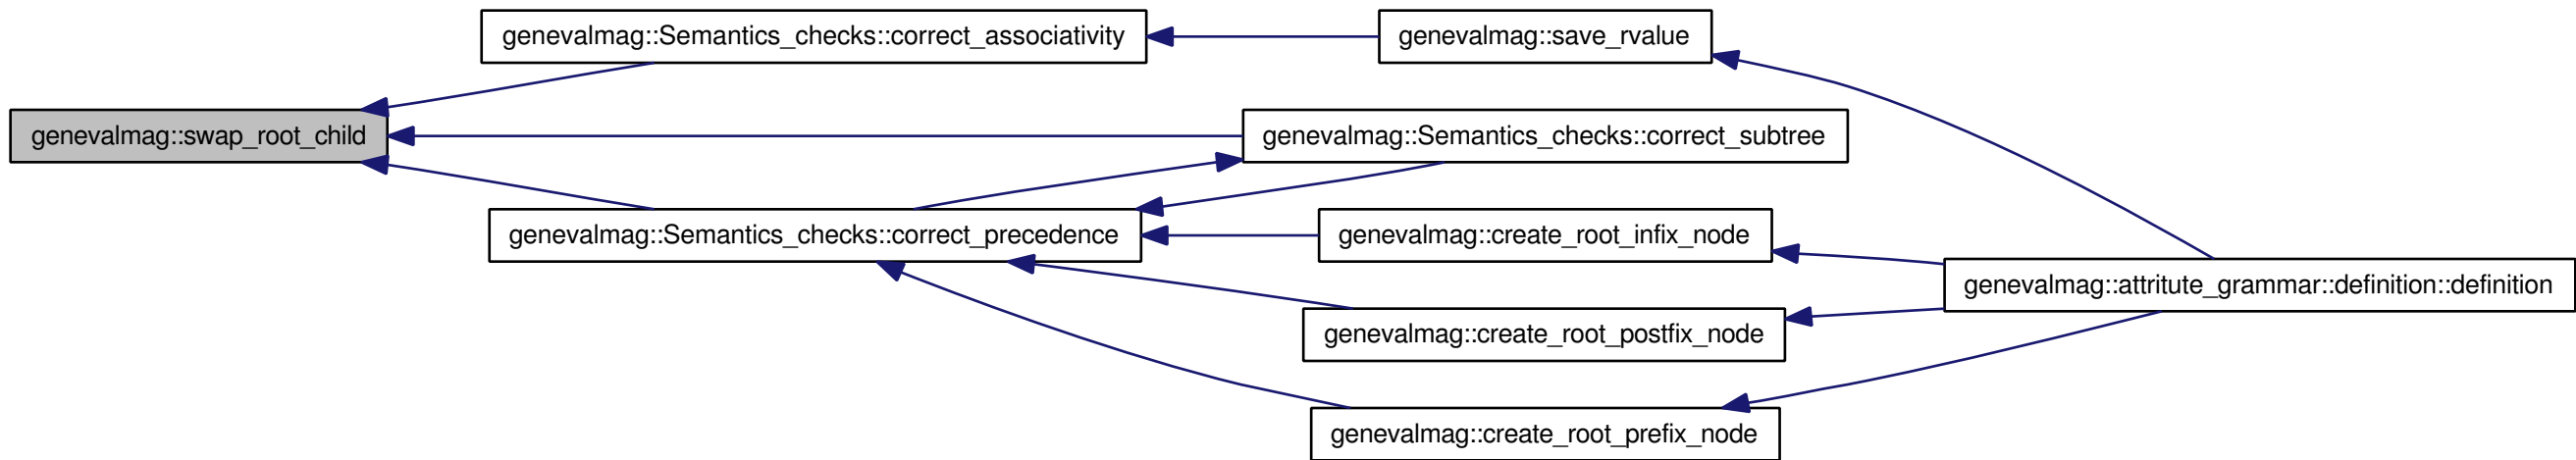 genevalmag::Semantics_checks::correct_associativity
genevalmag::save_rvalue
genevalmag::swap_root_child
genevalmag::Semantics_checks::correct_subtree
genevalmag::Semantics_checks::correct_precedence
genevalmag::create_root_infix_node
genevalmag::attritute_grammar::definition::definition
genevalmag::create_root_postfix_node
genevalmag::create_root_prefix_node